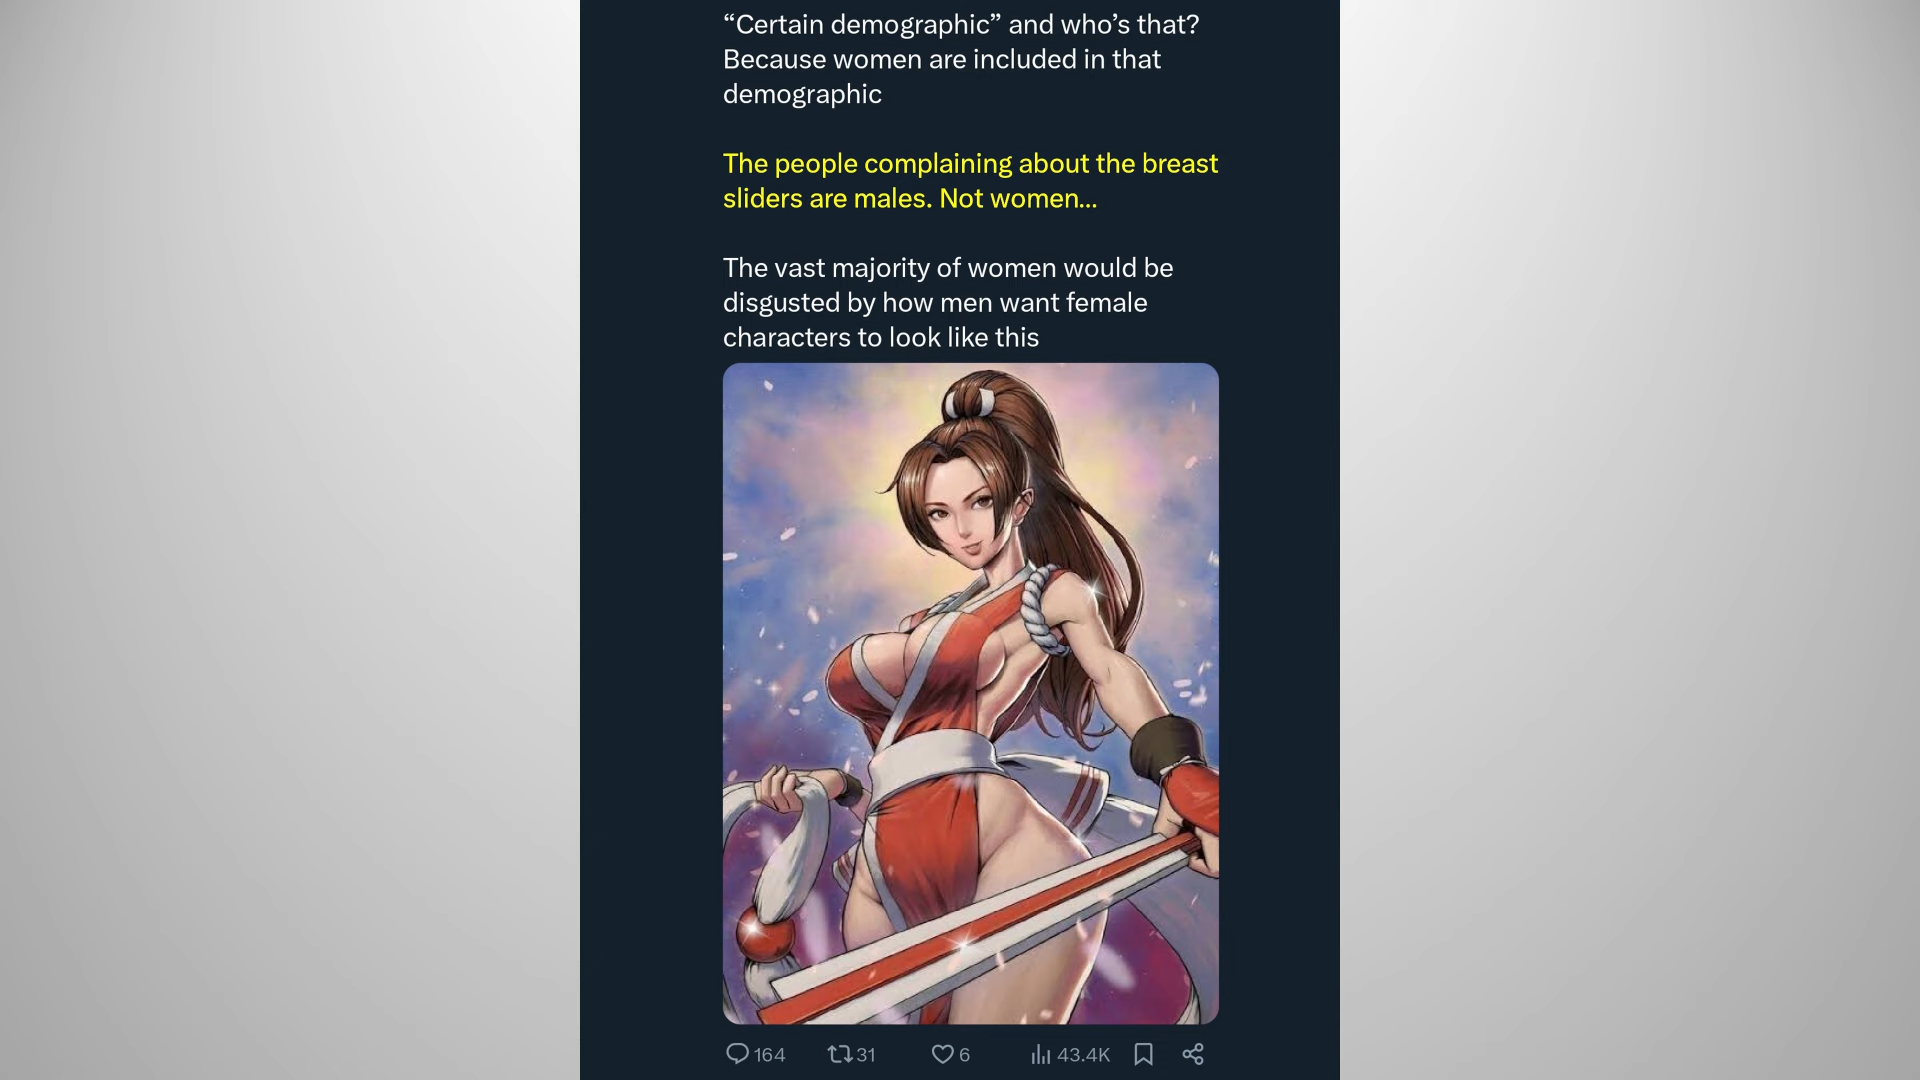 “Certain demographic” and who’s that?
Because women are included in that
demographic
The people complaining about the breast
sliders are males. Not women...
The vast majority of women would be
disgusted by how men want female
characters to look like this
164 31 6 43.4K